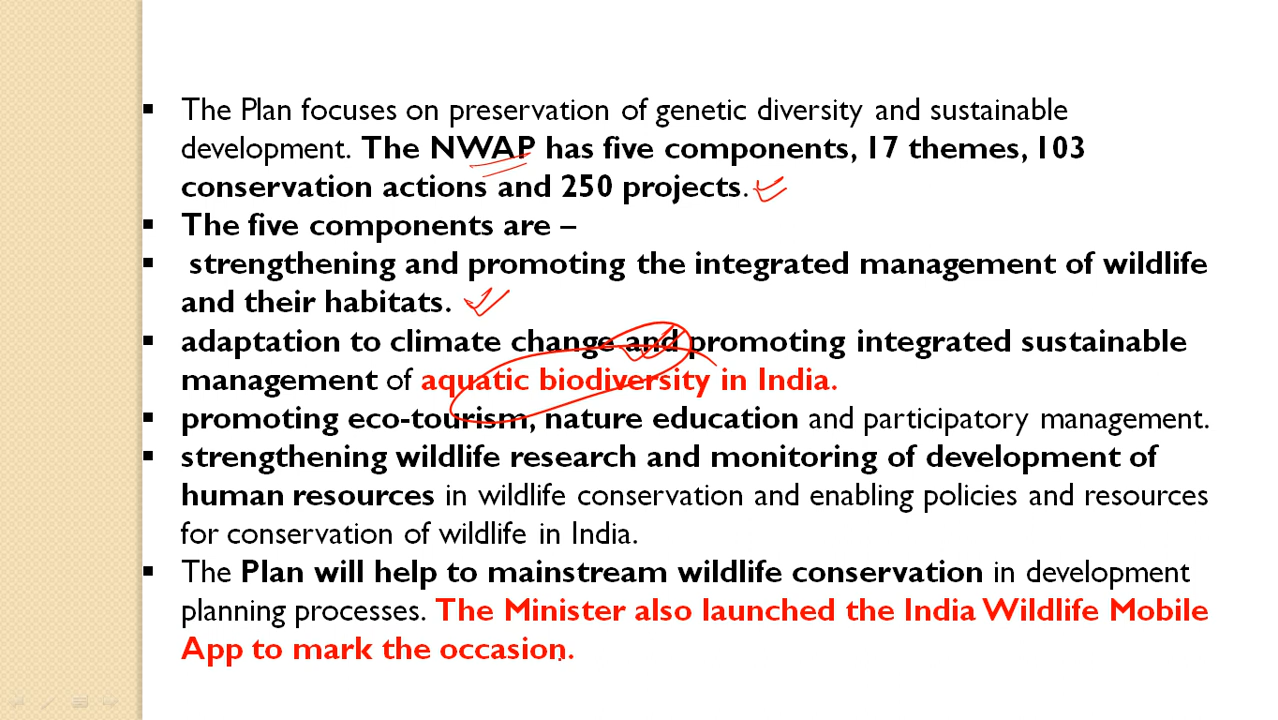 ▪ The Plan focuses on preservation of genetic diversity and sustainable
development. The NWAP has five components, 17 themes, 103
conservation actions and 250 projects.
▪ The five components are –
▪ strengthening and promoting the integrated management of wildlife
and their habitats.
▪ adaptation to climate change and promoting integrated sustainable
management of aquatic biodiversity in India.
▪ promoting eco-tourism, nature education and participatory management.
▪ strengthening wildlife research and monitoring of development of
human resources in wildlife conservation and enabling policies and resources
for conservation of wildlife in India.
▪ The Plan will help to mainstream wildlife conservation in development
planning processes. The Minister also launched the India Wildlife Mobile
App to mark the occasion.